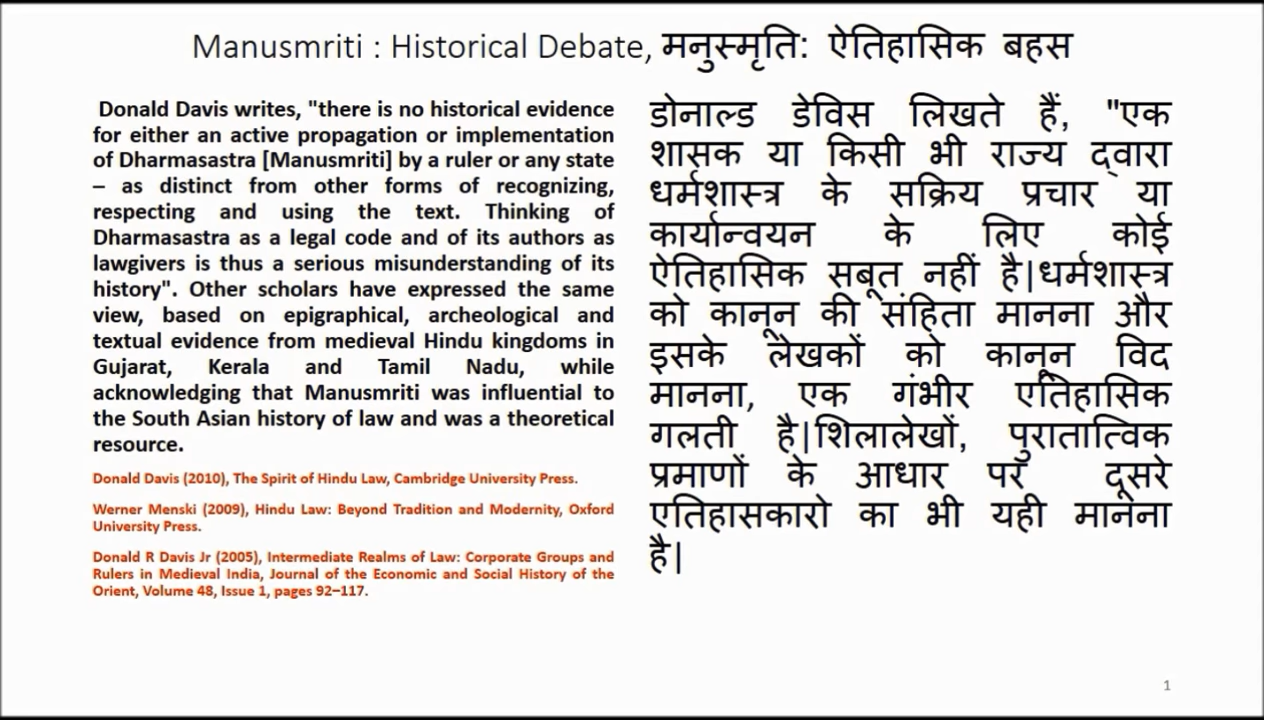 Manusmriti : Historical Debate, मनुस्मृति: ऐतिहासिक बहस
Donald Davis writes, "there is no historical evidence
for either an active propagation or implementation
of Dharmasastra [Manusmriti] by a ruler or any state
– as distinct from other forms of recognizing,
respecting and using the text. Thinking of
Dharmasastra as a legal code and of its authors as
lawgivers is thus a serious misunderstanding of its
history". Other scholars have expressed the same
view, based on epigraphical, archeological and
textual evidence from medieval Hindu kingdoms in
Gujarat, Kerala and Tamil Nadu, while
acknowledging that Manusmriti was influential to
the South Asian history of law and was a theoretical
resource.
Donald Davis (2010), The Spirit of Hindu Law, Cambridge University Press.
Werner Menski (2009), Hindu Law: Beyond Tradition and Modernity, Oxford
University Press.
Donald R Davis Jr (2005), Intermediate Realms of Law: Corporate Groups and
Rulers in Medieval India, Journal of the Economic and Social History of the
Orient, Volume 48, Issue 1, pages 92–117.
डोनाल्ड डेविस लिखते हैं, "एक
शासक या किसी भी राज्य द्वारा
धर्मशास्त्र के सक्रिय प्रचार या
कार्यान्वयन के लिए कोई
ऐतिहासिक सबूत नहीं है|धर्मशास्त्र
को कानून की संहिता मानना और
इसके लेखकों को कानून विद
मानना, एक गंभीर एतिहासिक
गलती है|शिलालेखों, पुरातात्विक
प्रमाणों के आधार पर दूसरे
एतिहासकारो का भी यही मानना
है|
1